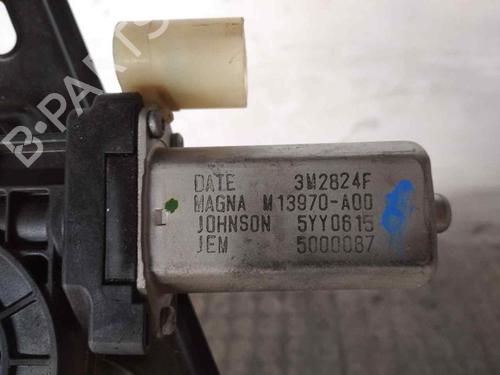 B-PARTS
DATE 3M2824F
MAGNA M13970-A00
JOHNSON 5YY0615
JEM 5000087